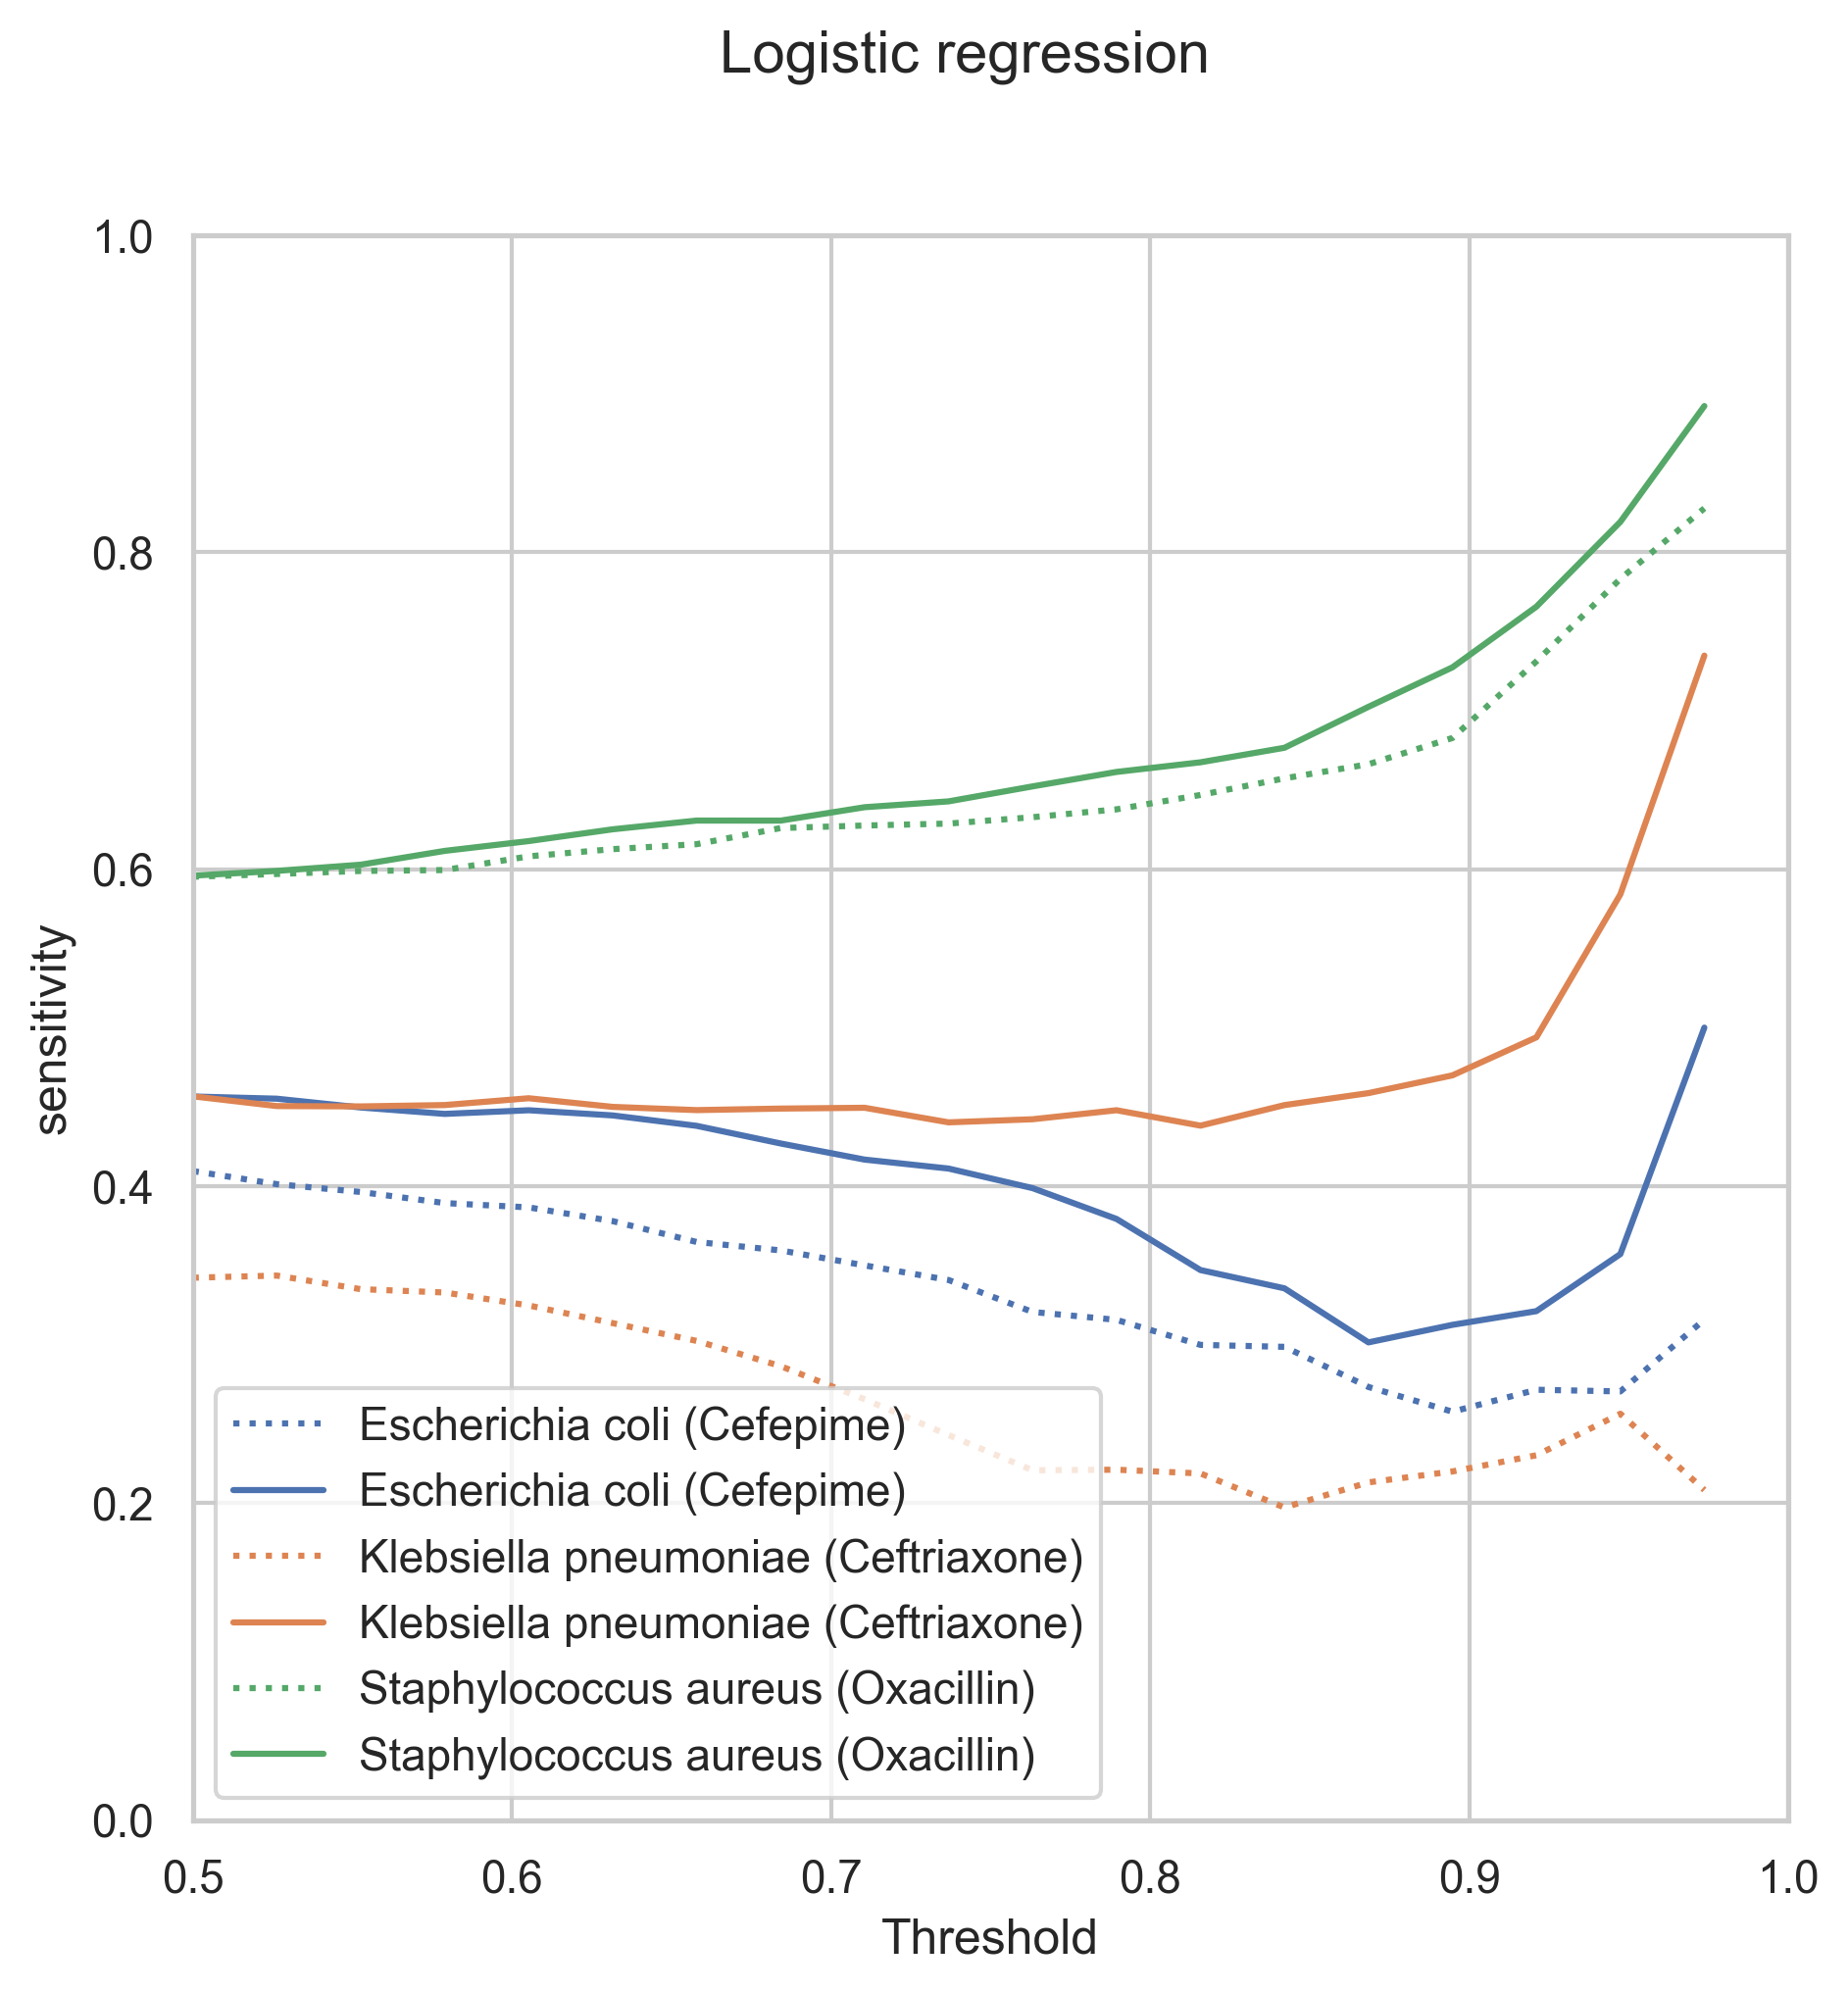 Logistic regression
1.0
0.8
0.6
0.4
0.2
0.0
sensitivity
Escherichia coli (Cefepime)
Escherichia coli (Cefepime)
Klebsiella pneumoniae (Ceftriaxone)
Klebsiella pneumoniae (Ceftriaxone)
Staphylococcus aureus (Oxacillin)
Staphylococcus aureus (Oxacillin)
0.5 0.6 0.7 0.8 0.9 1.0
Threshold